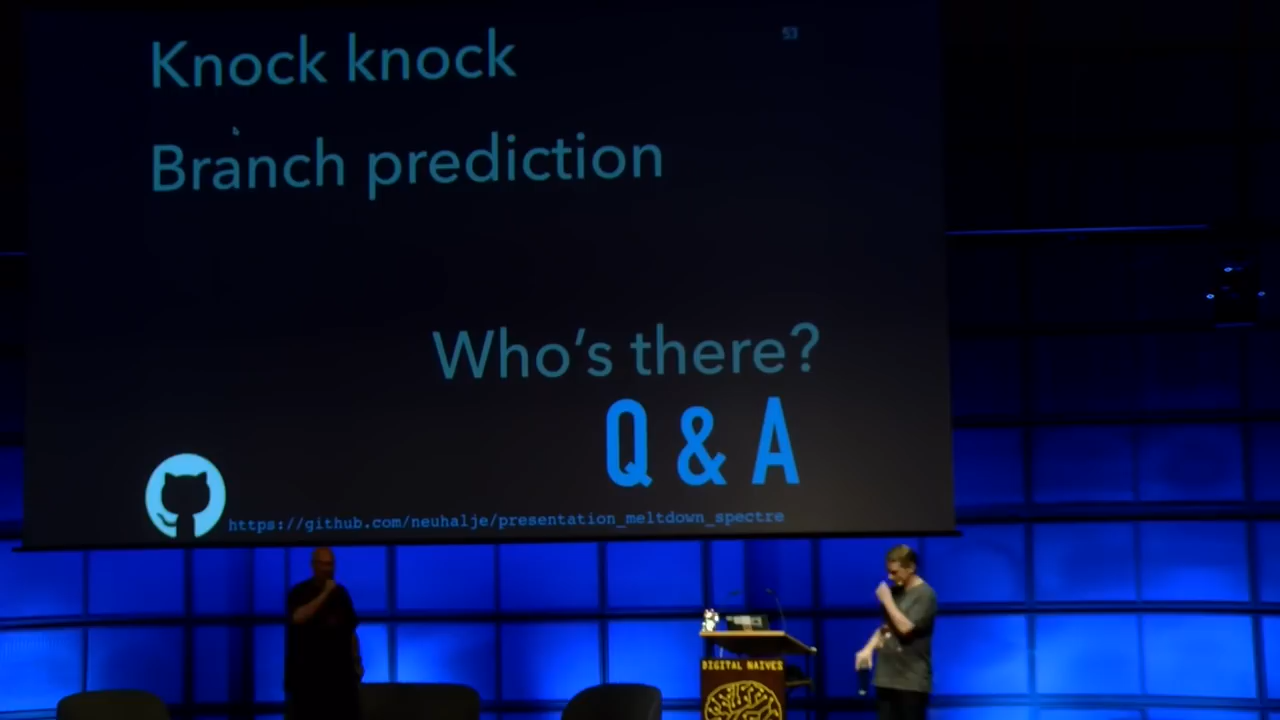 Knock knock
Branch prediction
Who's there?
Q & A
https://github.com/neuhalje/presentation_meltdown_spectre
DIGITAL NAIVES